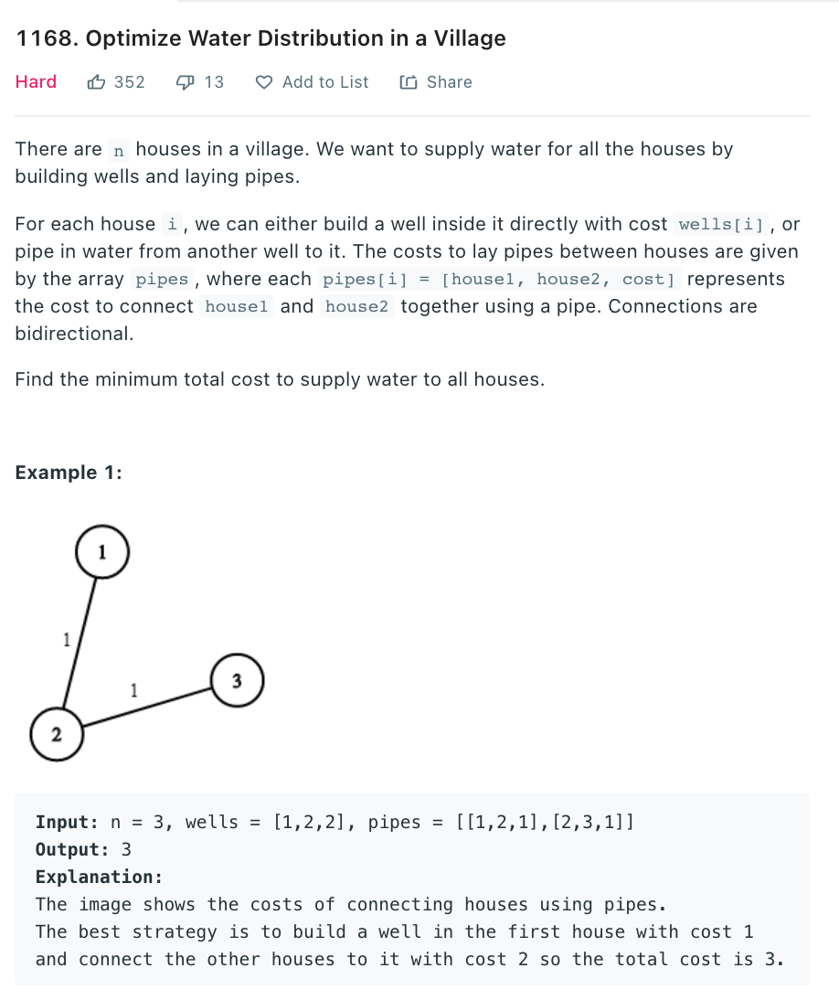 1168. Optimize Water Distribution in a Village
Hard 352 13 Add to List Share
There are n houses in a village. We want to supply water for all the houses by
building wells and laying pipes.
For each house i, we can either build a well inside it directly with cost wells[i], or
pipe in water from another well to it. The costs to lay pipes between houses are given
by the array pipes, where each pipes[i] = [house1, house2, cost] represents
the cost to connect house1 and house2 together using a pipe. Connections are
bidirectional.
Find the minimum total cost to supply water to all houses.
Example 1:
1
1
3
1
2
Input: n = 3, wells = [1,2,2], pipes = [[1,2,1],[2,3,1]]
Output: 3
Explanation:
The image shows the costs of connecting houses using pipes.
The best strategy is to build a well in the first house with cost 1
and connect the other houses to it with cost 2 so the total cost is 3.